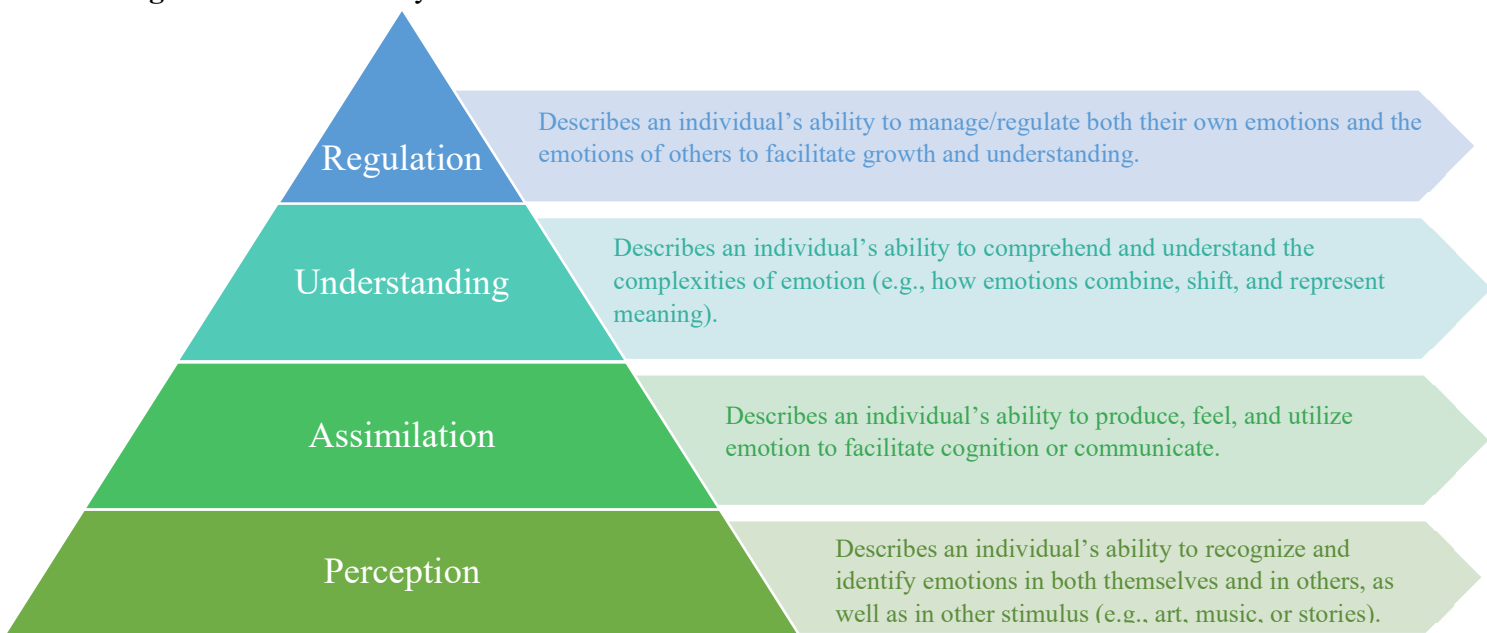 Regulation
Describes an individual's ability to manage/regulate both their own emotions and the
emotions of others to facilitate growth and understanding.
Understanding
Describes an individual's ability to comprehend and understand the
complexities of emotion (e.g., how emotions combine, shift, and represent
meaning).
Assimilation
Describes an individual's ability to produce, feel, and utilize
emotion to facilitate cognition or communicate.
Perception
Describes an individual's ability to recognize and
identify emotions in both themselves and in others, as
well as in other stimulus (e.g., art, music, or stories).